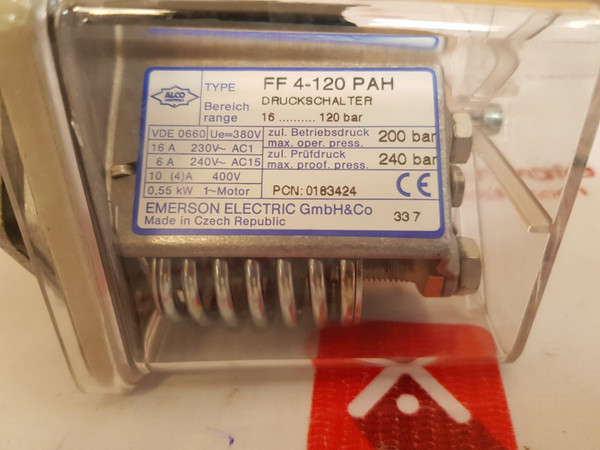 ALCO
CONTROLS
TYPE FF 4-120 PAH
DRUCKSCHALTER
Bereich
range 16 .......... 120 bar
VDE 0660 Ue=380V
16 A 230V~ AC1
6 A 240V~ AC15
10 (4)A 400V
0,55 kW 1~Motor
zul. Betriebsdruck
max. oper. press. 200 bar
zul. Prüfdruck
max. proof. press. 240 bar
PCN: 0183424
CE
EMERSON ELECTRIC GmbH&Co
Made in Czech Republic
33 7